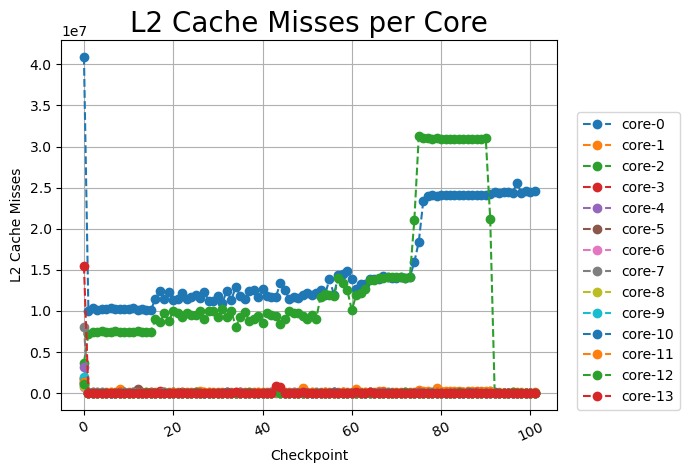 L2 Cache Misses per Core
1e7
4.0
3.5
3.0
2.5
2.0
1.5
1.0
0.5
0.0
L2 Cache Misses
0 20 40 60 80 100
Checkpoint
core-0
core-1
core-2
core-3
core-4
core-5
core-6
core-7
core-8
core-9
core-10
core-11
core-12
core-13